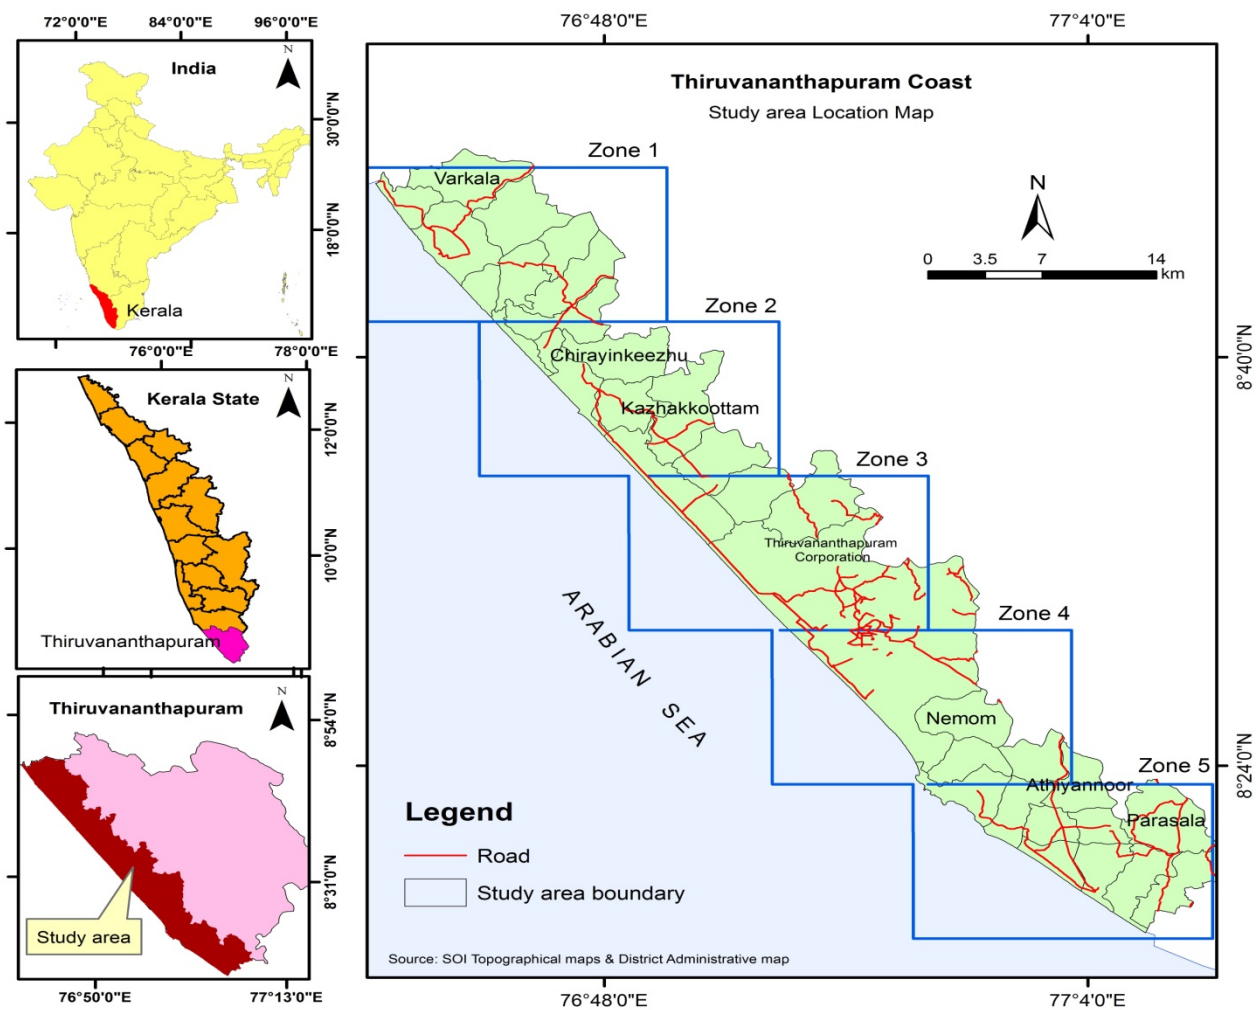 72°0'0"E 84°0'0"E 96°0'0"E
India
N
30°0'0"N
18°0'0"N
Kerala
76°0'0"E 78°0'0"E
Kerala State
N
12°0'0"N
10°0'0"N
Thiruvananthapuram
Thiruvananthapuram
N
8°54'0"N
8°31'0"N
Study area
76°50'0"E 77°13'0"E
76°48'0"E 77°4'0"E
Thiruvananthapuram Coast
Study area Location Map
Zone 1
Varkala
N
0 3.5 7 14
km
Zone 2
Chirayinkeezhu
8°40'0"N
Kazhakkoottam
Zone 3
Thiruvananthapuram
Corporation
ARABIAN SEA
Zone 4
Nemom
8°24'0"N
Zone 5
Athiyannoor
Parasala
Legend
Road
Study area boundary
Source: SOI Topographical maps & District Administrative map
76°48'0"E 77°4'0"E